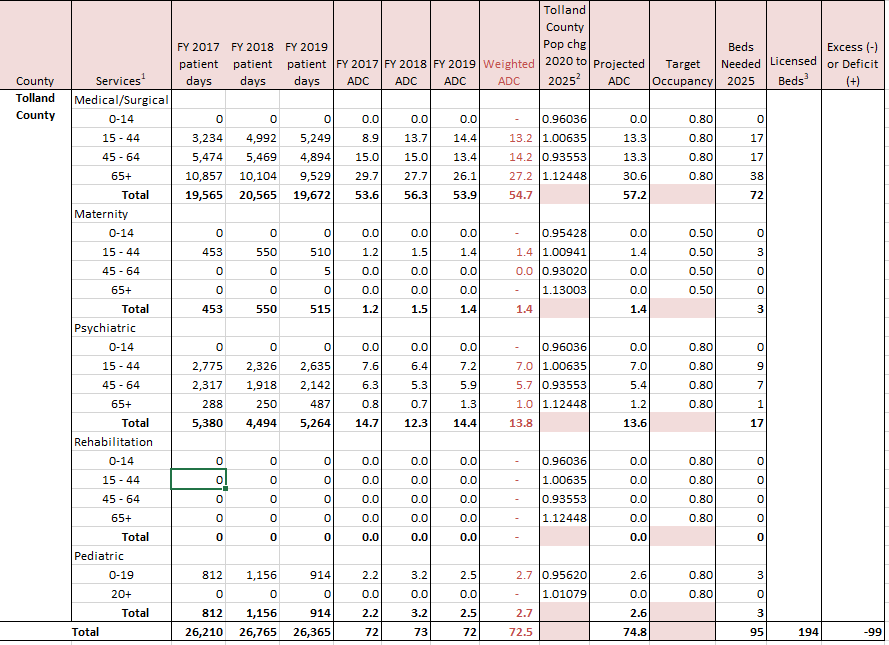 County Services1 FY 2017 patient days FY 2018 patient days FY 2019 patient days FY 2017 ADC FY 2018 ADC FY 2019 ADC Weighted ADC Tolland County Pop chg 2020 to 20252 Projected ADC Target Occupancy Beds Needed 2025 Licensed Beds3 Excess (-) or Deficit (+)
Tolland County Medical/Surgical
0-14 0 0 0 0.0 0.0 0.0 - 0.96036 0.0 0.80 0
15 - 44 3,234 4,992 5,249 8.9 13.7 14.4 13.2 1.00635 13.3 0.80 17
45 - 64 5,474 5,469 4,894 15.0 15.0 13.4 14.2 0.93553 13.3 0.80 17
65+ 10,857 10,104 9,529 29.7 27.7 26.1 27.2 1.12448 30.6 0.80 38
Total 19,565 20,565 19,672 53.6 56.3 53.9 54.7 57.2 72
Maternity
0-14 0 0 0 0.0 0.0 0.0 - 0.95428 0.0 0.50 0
15 - 44 453 550 510 1.2 1.5 1.4 1.4 1.00941 1.4 0.50 3
45 - 64 0 0 5 0.0 0.0 0.0 0.0 0.93020 0.0 0.50 0
65+ 0 0 0 0.0 0.0 0.0 - 1.13003 0.0 0.50 0
Total 453 550 515 1.2 1.5 1.4 1.4 1.4 3
Psychiatric
0-14 0 0 0 0.0 0.0 0.0 - 0.96036 0.0 0.80 0
15 - 44 2,775 2,326 2,635 7.6 6.4 7.2 7.0 1.00635 7.0 0.80 9
45 - 64 2,317 1,918 2,142 6.3 5.3 5.9 5.7 0.93553 5.4 0.80 7
65+ 288 250 487 0.8 0.7 1.3 1.0 1.12448 1.2 0.80 1
Total 5,380 4,494 5,264 14.7 12.3 14.4 13.8 13.6 17
Rehabilitation
0-14 0 0 0 0.0 0.0 0.0 - 0.96036 0.0 0.80 0
15 - 44 0 0 0 0.0 0.0 0.0 - 1.00635 0.0 0.80 0
45 - 64 0 0 0 0.0 0.0 0.0 - 0.93553 0.0 0.80 0
65+ 0 0 0 0.0 0.0 0.0 - 1.12448 0.0 0.80 0
Total 0 0 0 0.0 0.0 0.0 - 0.0 0
Pediatric
0-19 812 1,156 914 2.2 3.2 2.5 2.7 0.95620 2.6 0.80 3
20+ 0 0 0 0.0 0.0 0.0 - 1.01079 0.0 0.80 0
Total 812 1,156 914 2.2 3.2 2.5 2.7 2.6 3
Total 26,210 26,765 26,365 72 73 72 72.5 74.8 95 194 -99